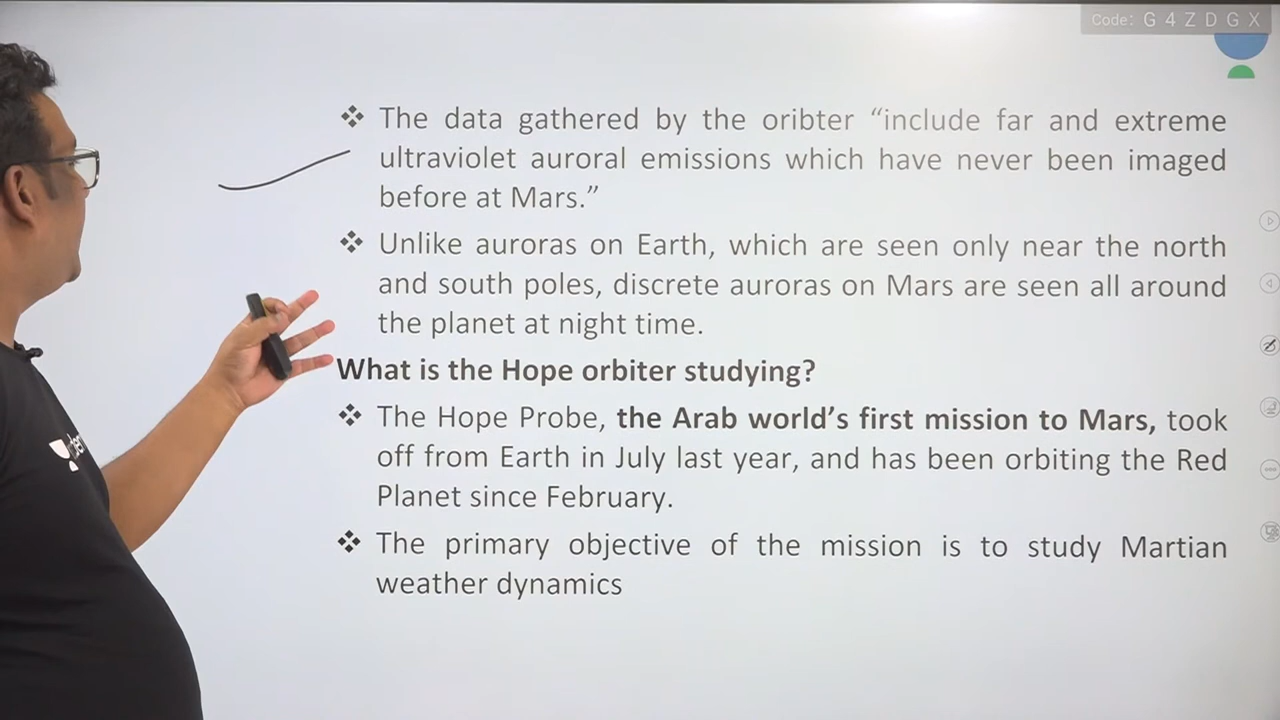 Code: G 4 Z D G X
❖ The data gathered by the oribter “include far and extreme
ultraviolet auroral emissions which have never been imaged
before at Mars.”
❖ Unlike auroras on Earth, which are seen only near the north
and south poles, discrete auroras on Mars are seen all around
the planet at night time.
What is the Hope orbiter studying?
❖ The Hope Probe, the Arab world’s first mission to Mars, took
off from Earth in July last year, and has been orbiting the Red
Planet since February.
❖ The primary objective of the mission is to study Martian
weather dynamics